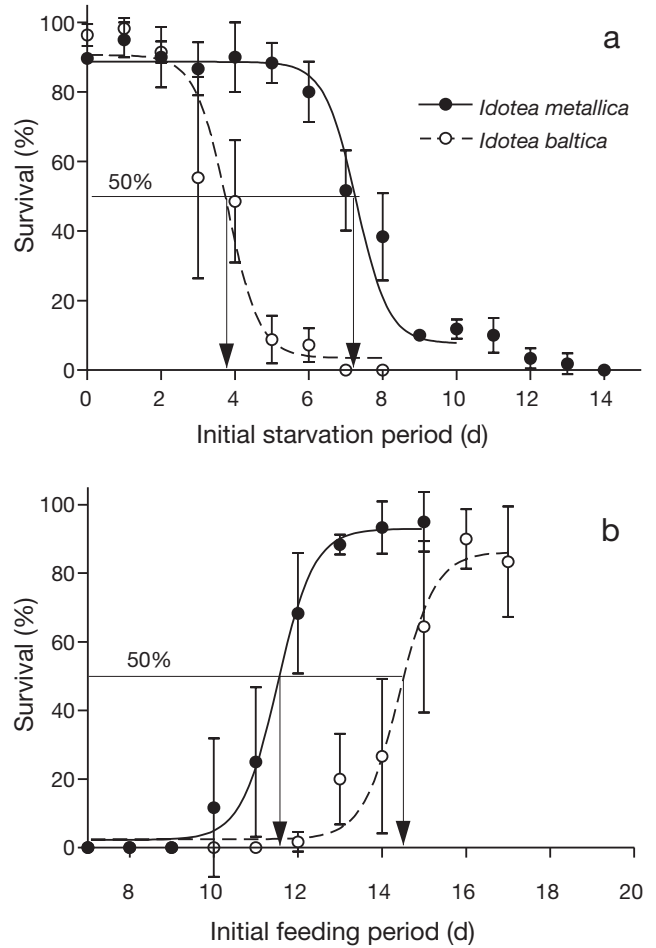 a
100
80
60
40
20
0
Survival (%)
50%
Idotea metallica
Idotea baltica
0 2 4 6 8 10 12 14
Initial starvation period (d)
b
100
80
60
40
20
0
Survival (%)
50%
8 10 12 14 16 18 20
Initial feeding period (d)